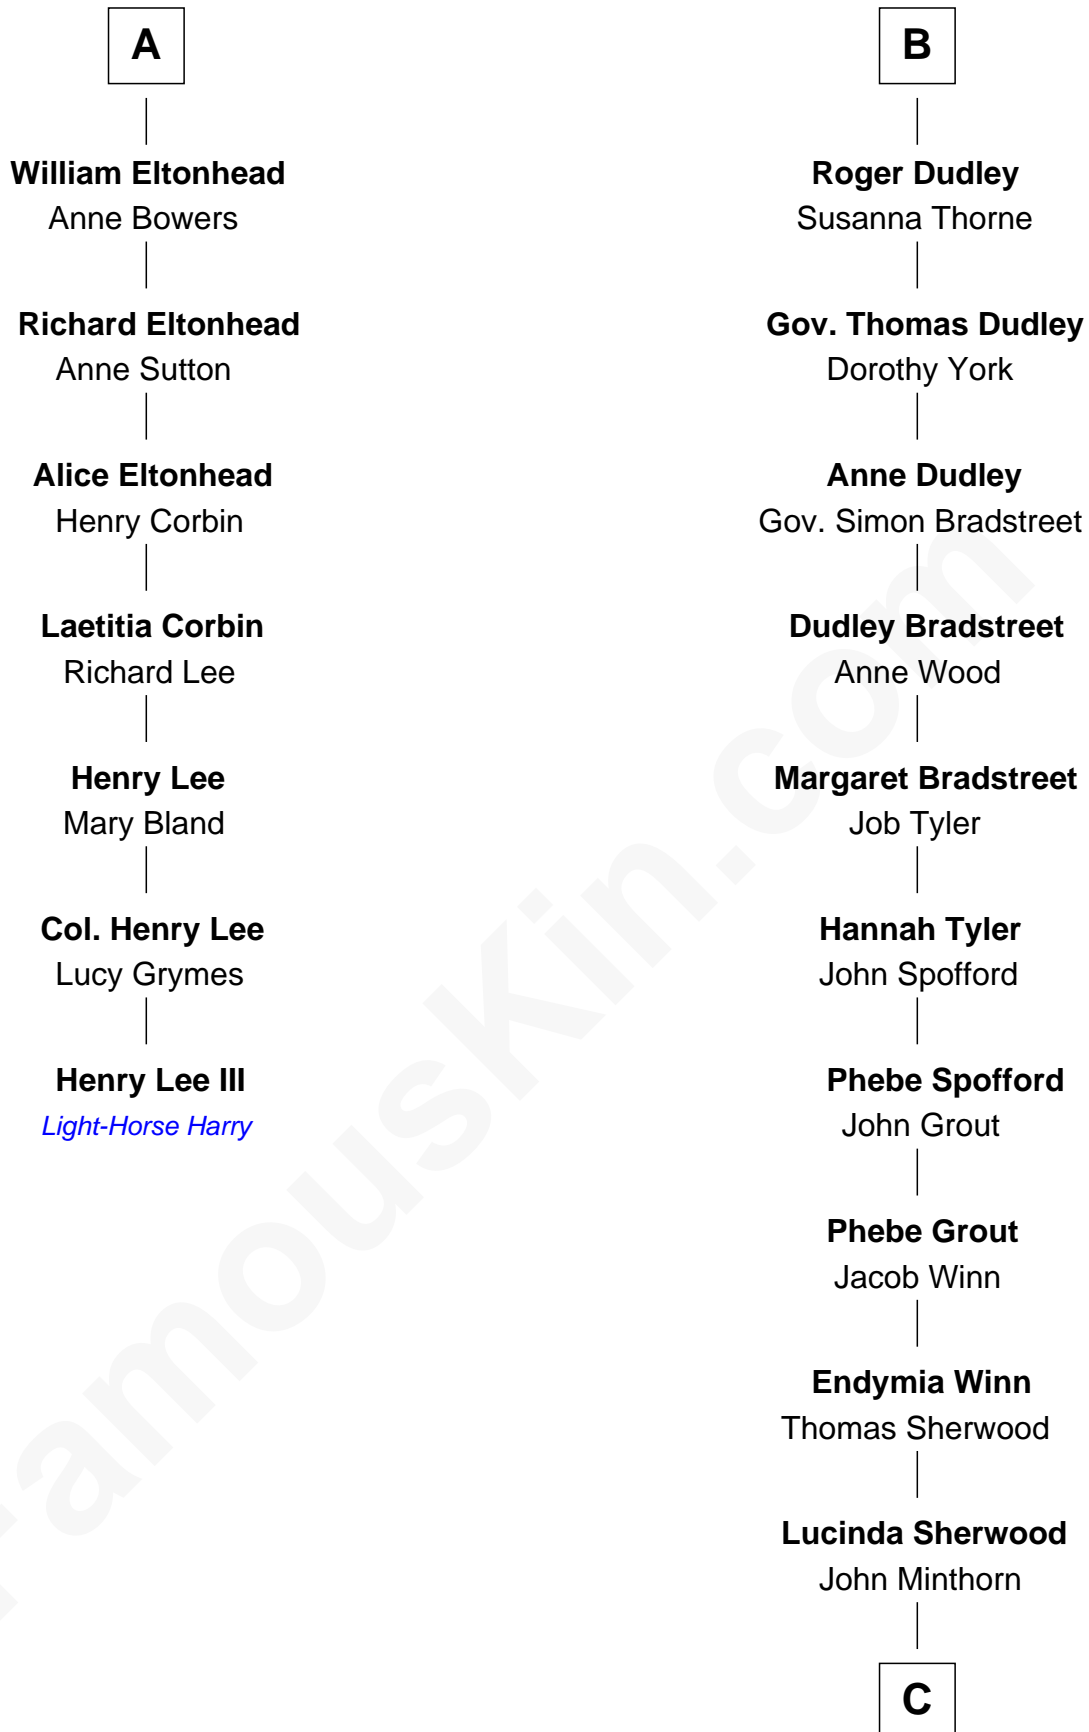 A
William Eltonhead
Anne Bowers
Richard Eltonhead
Anne Sutton
Alice Eltonhead
Henry Corbin
Laetitia Corbin
Richard Lee
Henry Lee
Mary Bland
Col. Henry Lee
Lucy Grymes
Henry Lee III
Light-Horse Harry
B
Roger Dudley
Susanna Thorne
Gov. Thomas Dudley
Dorothy York
Anne Dudley
Gov. Simon Bradstreet
Dudley Bradstreet
Anne Wood
Margaret Bradstreet
Job Tyler
Hannah Tyler
John Spofford
Phebe Spofford
John Grout
Phebe Grout
Jacob Winn
Endymia Winn
Thomas Sherwood
Lucinda Sherwood
John Minthorn
C
FamousKin.com